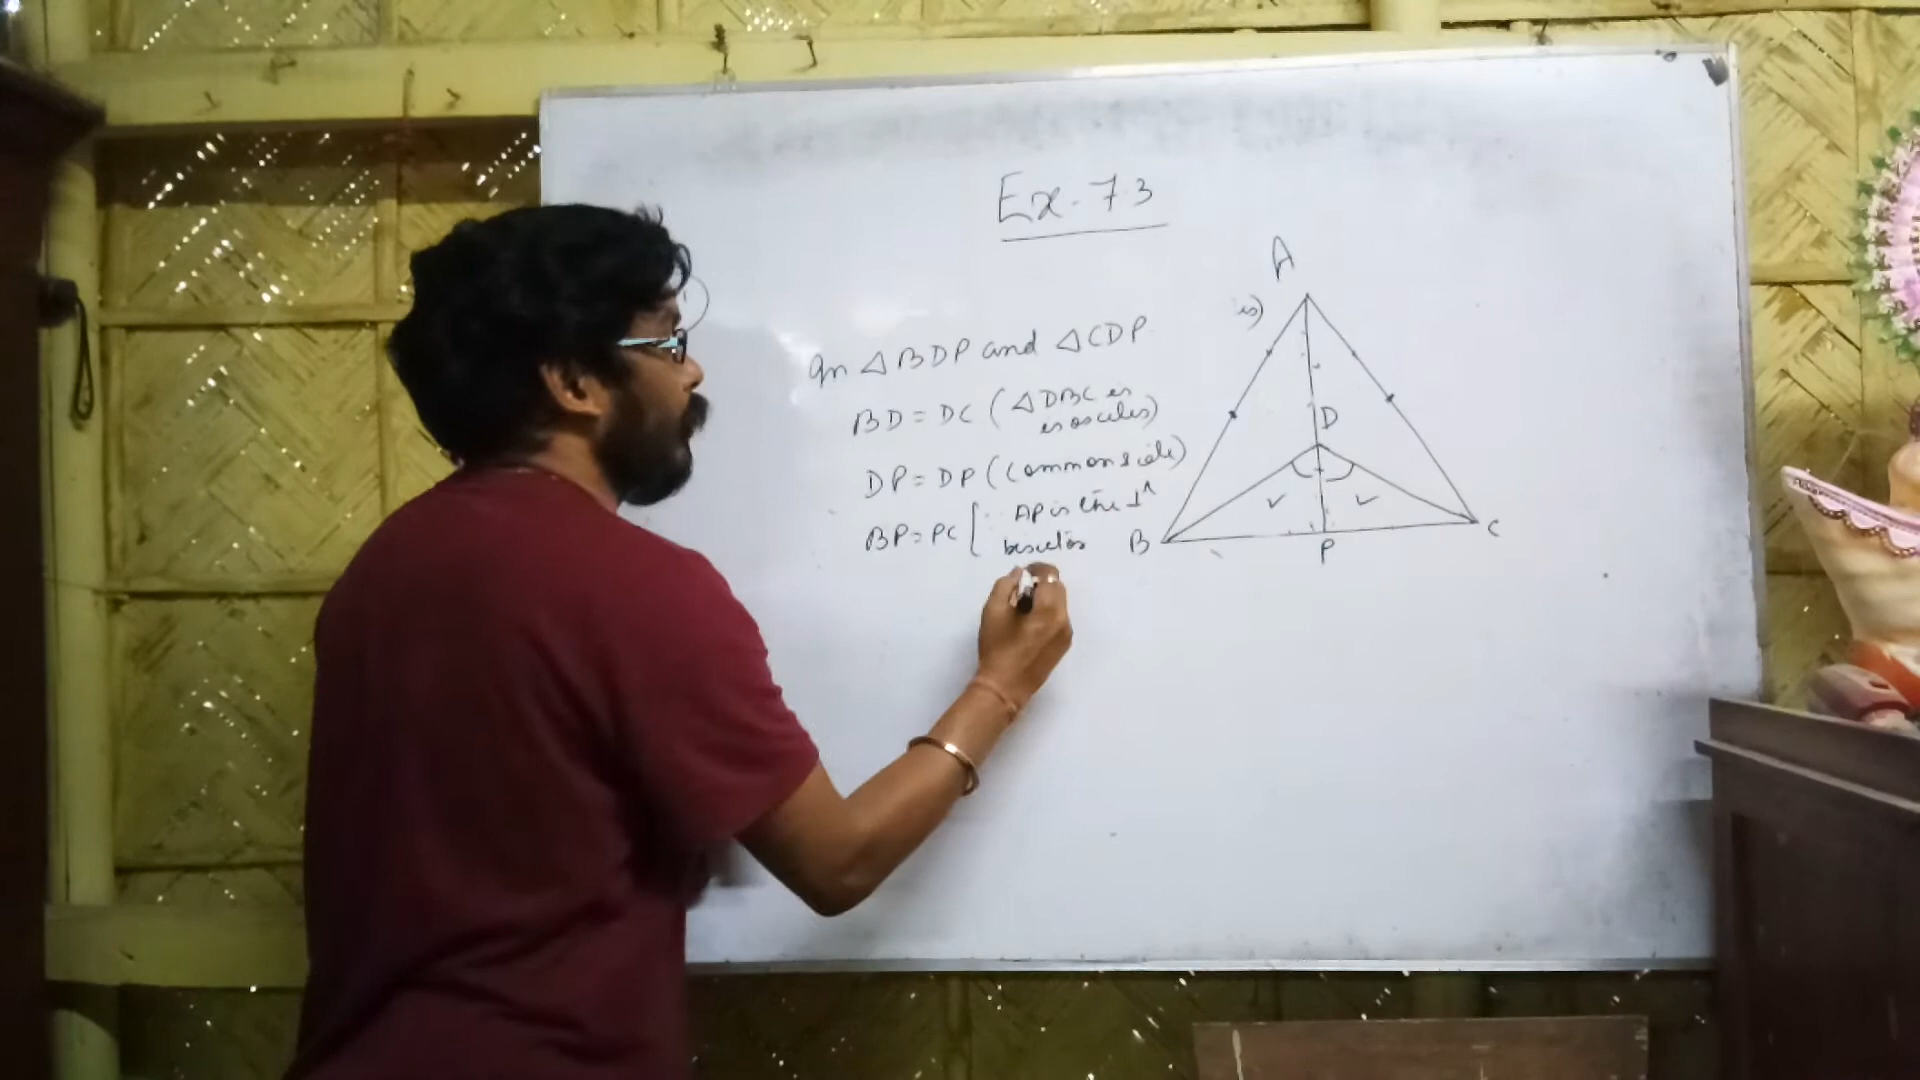 Ex-7.3
In △BDP and △CDP
BD = DC (△DBC is
isosceles)
DP = DP (common side)
BP = PC [∵ AP is the ⊥r
bisector
A
D
B
P
C